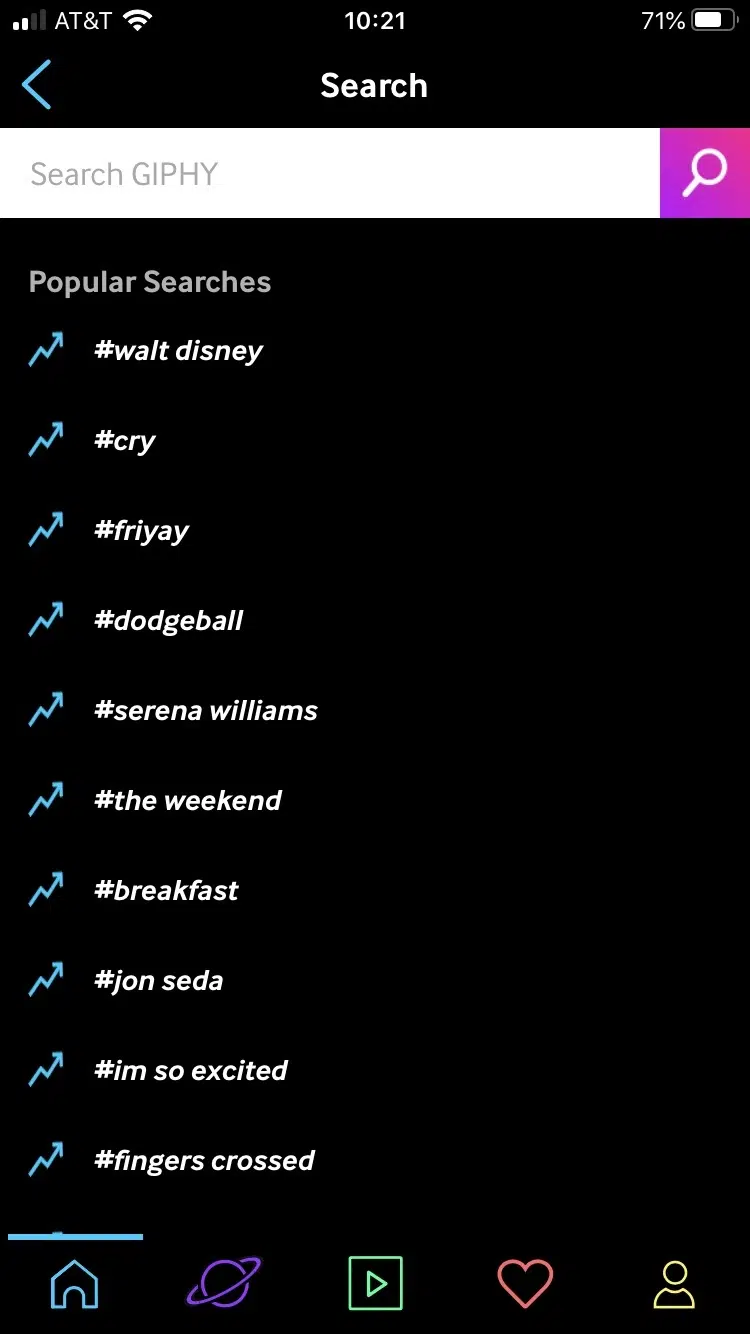 AT&T 10:21 71%
Search
Search GIPHY
Popular Searches
#walt disney
#cry
#friyay
#dodgeball
#serena williams
#the weekend
#breakfast
#jon seda
#im so excited
#fingers crossed